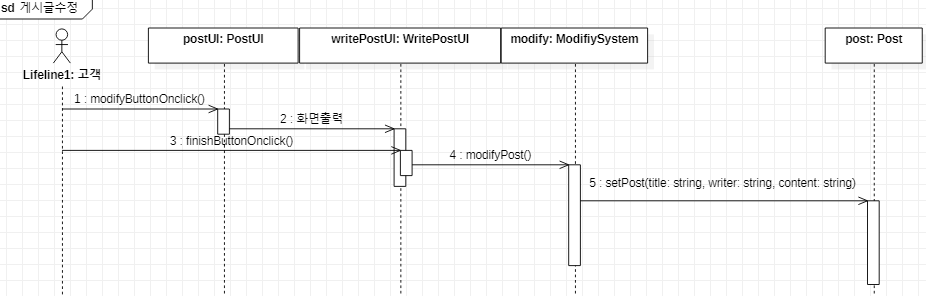 sd 게시글수정
postUI: PostUI
writePostUI: WritePostUI
modify: ModifiySystem
post: Post
Lifeline1: 고객
1 : modifyButtonOnclick()
2 : 화면출력
3 : finishButtonOnclick()
4 : modifyPost()
5 : setPost(title: string, writer: string, content: string)